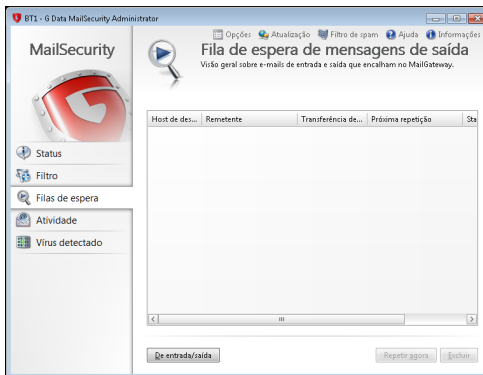 BT1 - G Data MailSecurity Administrator
Opções Atualização Filtro de spam Ajuda Informações
MailSecurity
Fila de espera de mensagens de saída
Visão geral sobre e-mails de entrada e saída que encalham no MailGateway.
Host de des... Remetente Transferência de... Próxima repetição Sta
Status
Filtro
Filas de espera
Atividade
Vírus detectado
De entrada/saída Repetir agora Excluir